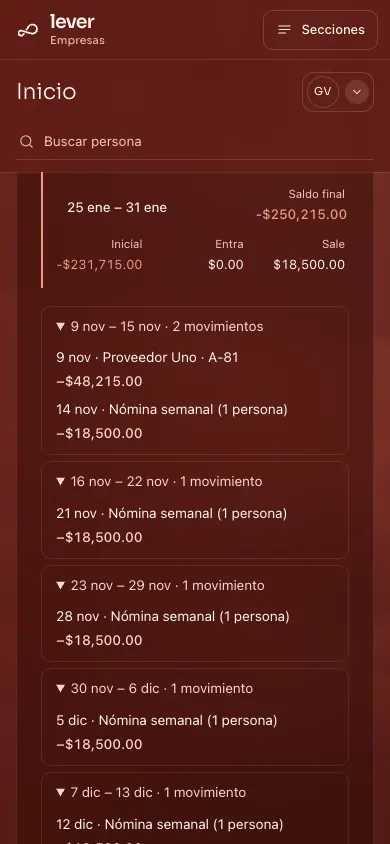 lever
Empresas
Secciones
Inicio
GV
Buscar persona
25 ene – 31 ene
Saldo final
-$250,215.00
Inicial
Entra
Sale
-$231,715.00
$0.00
$18,500.00
▼ 9 nov – 15 nov · 2 movimientos
9 nov · Proveedor Uno · A-81
−$48,215.00
14 nov · Nómina semanal (1 persona)
−$18,500.00
▼ 16 nov – 22 nov · 1 movimiento
21 nov · Nómina semanal (1 persona)
−$18,500.00
▼ 23 nov – 29 nov · 1 movimiento
28 nov · Nómina semanal (1 persona)
−$18,500.00
▼ 30 nov – 6 dic · 1 movimiento
5 dic · Nómina semanal (1 persona)
−$18,500.00
▼ 7 dic – 13 dic · 1 movimiento
12 dic · Nómina semanal (1 persona)